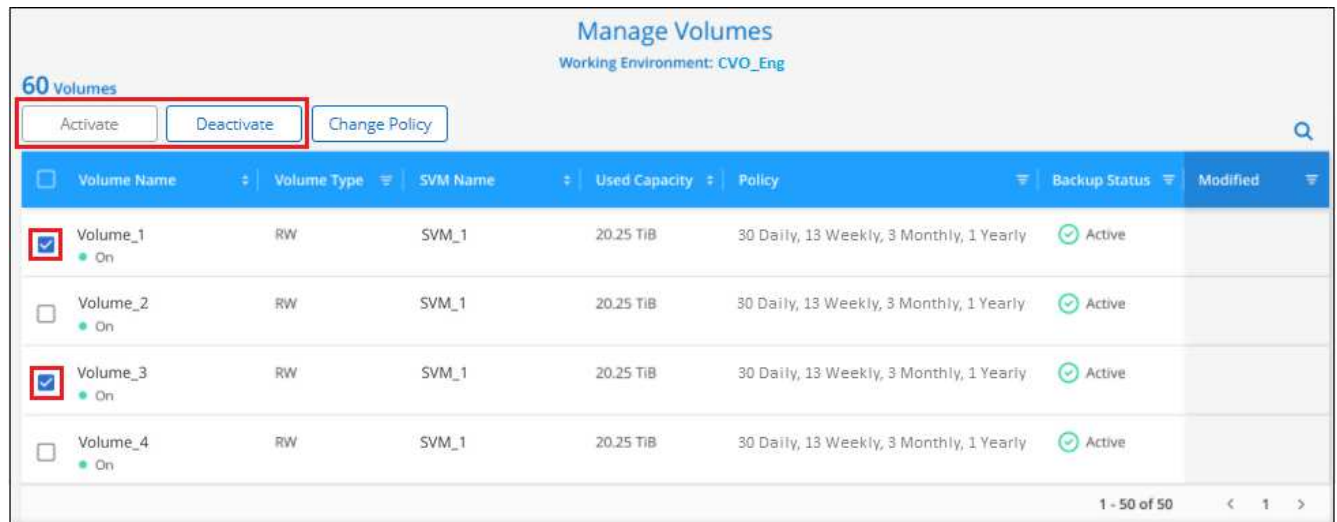 Manage Volumes
Working Environment: CVO_Eng
60 Volumes
Activate Deactivate Change Policy
Volume Name Volume Type SVM Name Used Capacity Policy Backup Status Modified
Volume_1 RW SVM_1 20.25 TiB 30 Daily, 13 Weekly, 3 Monthly, 1 Yearly Active
On
Volume_2 RW SVM_1 20.25 TiB 30 Daily, 13 Weekly, 3 Monthly, 1 Yearly Active
On
Volume_3 RW SVM_1 20.25 TiB 30 Daily, 13 Weekly, 3 Monthly, 1 Yearly Active
On
Volume_4 RW SVM_1 20.25 TiB 30 Daily, 13 Weekly, 3 Monthly, 1 Yearly Active
On
1 - 50 of 50 < 1 >